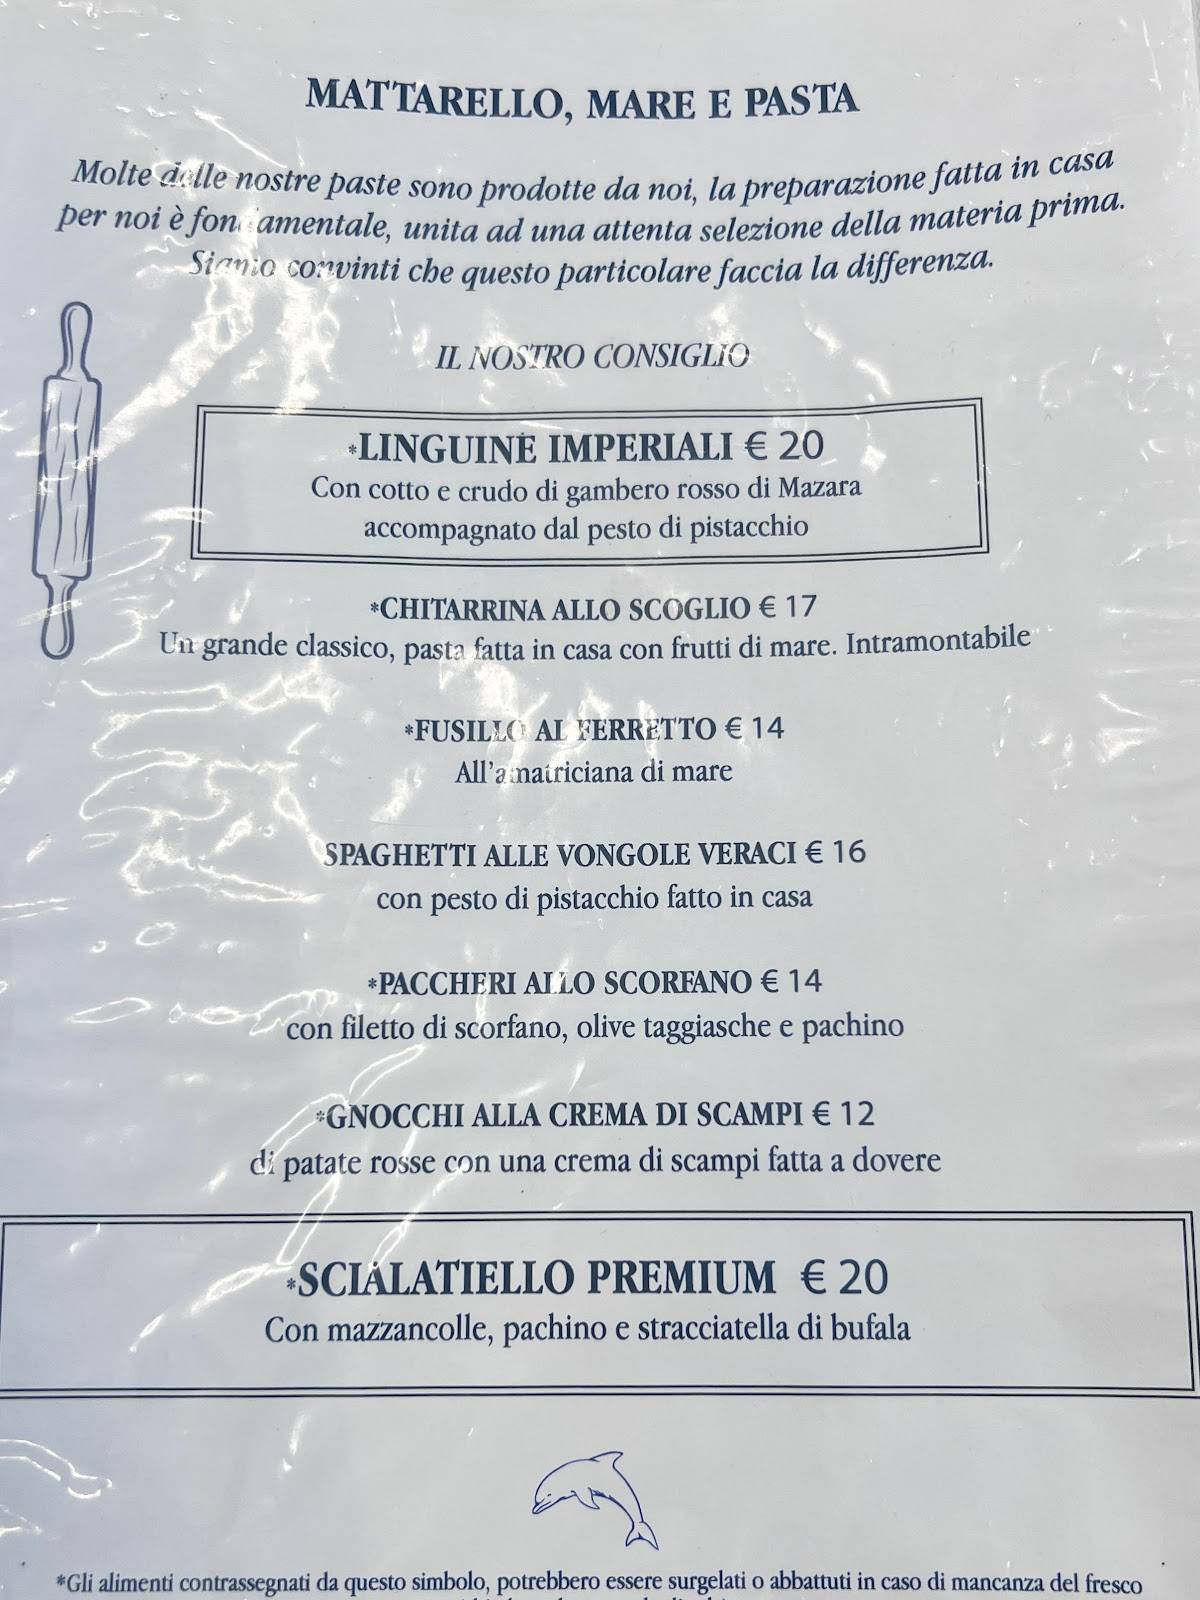 MATTARELLO, MARE E PASTA
Molte delle nostre paste sono prodotte da noi, la preparazione fatta in casa
per noi è fondamentale, unita ad una attenta selezione della materia prima.
Siamo convinti che questo particolare faccia la differenza.
IL NOSTRO CONSIGLIO
*LINGUINE IMPERIALI € 20
Con cotto e crudo di gambero rosso di Mazara
accompagnato dal pesto di pistacchio
*CHITARRINA ALLO SCOGLIO € 17
Un grande classico, pasta fatta in casa con frutti di mare. Intramontabile
*FUSILLO AL FERRETTO € 14
All'amatriciana di mare
SPAGHETTI ALLE VONGOLE VERACI € 16
con pesto di pistacchio fatto in casa
*PACCHERI ALLO SCORFANO € 14
con filetto di scorfano, olive taggiasche e pachino
*GNOCCHI ALLA CREMA DI SCAMPI € 12
di patate rosse con una crema di scampi fatta a dovere
*SCIALATIELLO PREMIUM € 20
Con mazzancolle, pachino e stracciatella di bufala
*Gli alimenti contrassegnati da questo simbolo, potrebbero essere surgelati o abbattuti in caso di mancanza del fresco